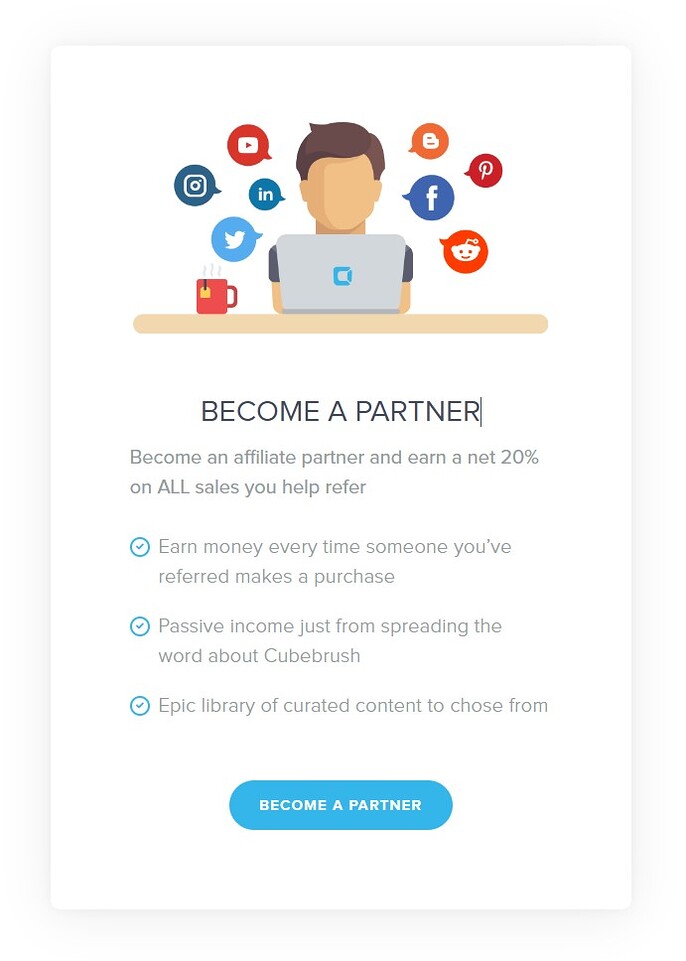 in
f
BECOME A PARTNER
Become an affiliate partner and earn a net 20%
on ALL sales you help refer
Earn money every time someone you’ve
referred makes a purchase
Passive income just from spreading the
word about Cubebrush
Epic library of curated content to chose from
BECOME A PARTNER